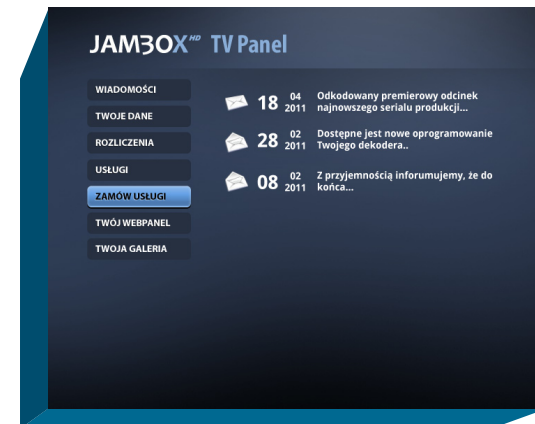 JAMBOX HD TV Panel
WIADOMOŚCI
TWOJE DANE
ROZLICZENIA
USŁUGI
ZAMÓW USŁUGI
TWÓJ WEBPANEL
TWOJA GALERIA
18 04 2011 Odkodowany premierowy odcinek
najnowszego serialu produkcji...
28 02 2011 Dostępne jest nowe oprogramowanie
Twojego dekodera..
08 02 2011 Z przyjemnością inforumujemy, że do
końca...